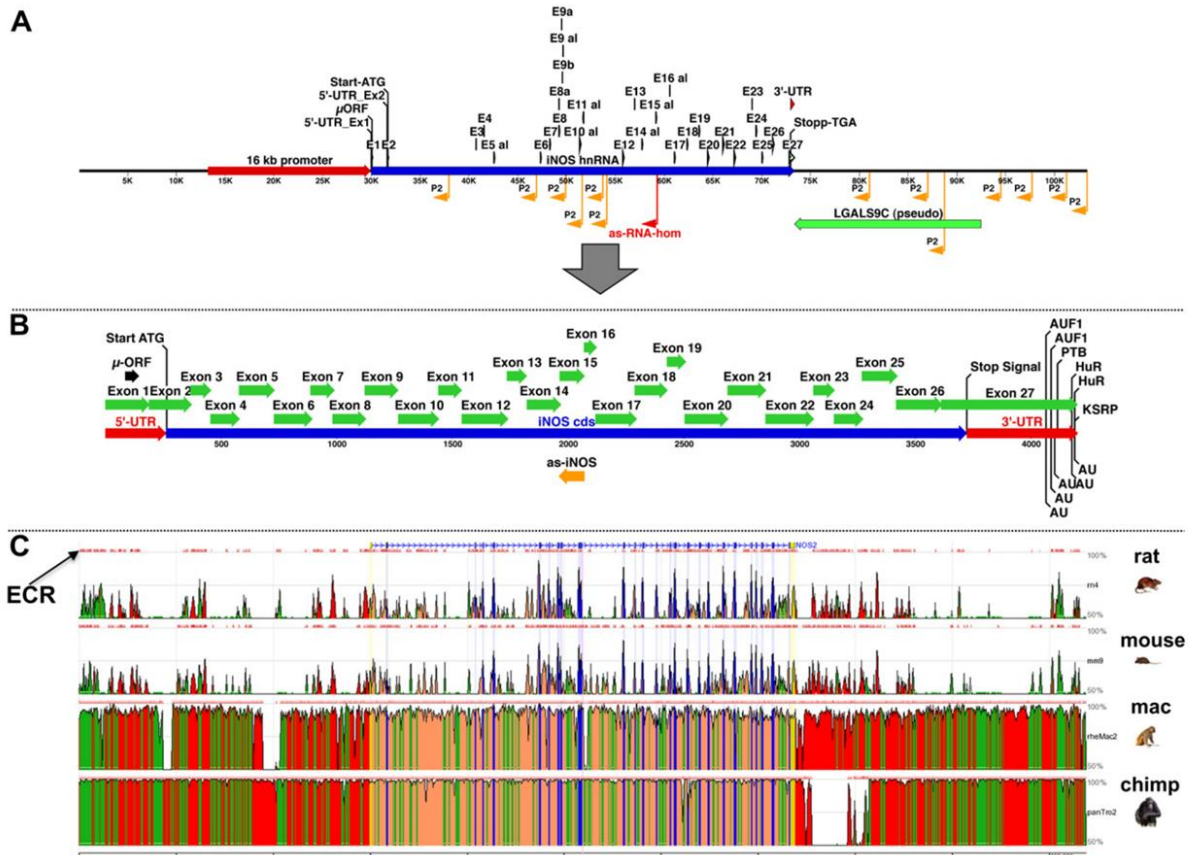 A
E9a
E9 al
E9b
E16 al
Start-ATG
E8a
E13
E23
3'-UTR
5'-UTR_Ex2
E4
E8
E11 al
E15 al
E19
E24
µORF
E3
E7
E10 al
E14 al
E18
E21
E26
Stopp-TGA
5'-UTR_Ex1
E1
E2
E5 al
E6
E12
E17
E20
E22
E25
E27
16 kb promoter
iNOS hnRNA
5K 10K 15K 20K 25K 30K 35K 40K 45K 50K 55K 60K 65K 70K 75K 80K 85K 90K 95K 100K
P2 P2 P2 P2 P2 P2 P2 P2 P2 P2
P2 P2
LGALS9C (pseudo)
as-RNA-hom
P2
B
Start ATG
Exon 16
AUF1
AUF1
µ-ORF
Exon 13
Exon 15
Exon 19
Exon 25
Stop Signal
PTB
Exon 3
Exon 5
Exon 7
Exon 9
Exon 11
Exon 18
Exon 21
Exon 23
HuR
HuR
Exon 1
Exon 2
Exon 14
Exon 26
Exon 27
Exon 4
Exon 6
Exon 8
Exon 10
Exon 12
Exon 17
Exon 20
Exon 22
Exon 24
KSRP
5'-UTR
iNOS cds
3'-UTR
500 1000 1500 2000 2500 3000 3500 4000
as-iNOS
AU
AU
AU
AU
AU
C
NOS2
ECR
100%
rn4
50%
rat
100%
mm9
50%
mouse
100%
rheMac2
50%
mac
100%
panTro2
50%
chimp